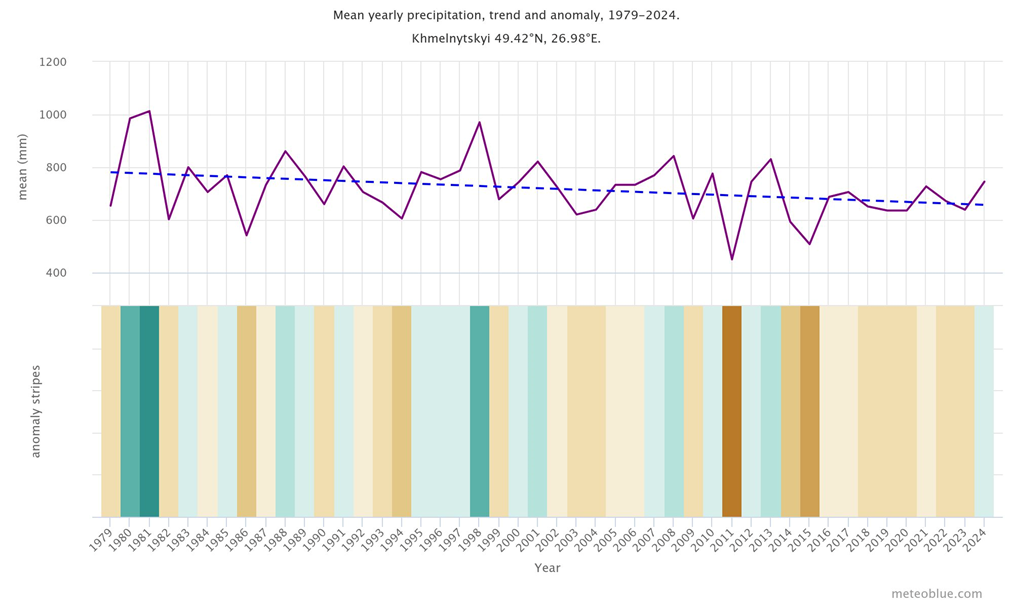 Mean yearly precipitation, trend and anomaly, 1979–2024.
Khmelnytskyi 49.42°N, 26.98°E.
1200
1000
800
600
400
mean (mm)
anomaly stripes
1979 1980 1981 1982 1983 1984 1985 1986 1987 1988 1989 1990 1991 1992 1993 1994 1995 1996 1997 1998 1999 2000 2001 2002 2003 2004 2005 2006 2007 2008 2009 2010 2011 2012 2013 2014 2015 2016 2017 2018 2019 2020 2021 2022 2023 2024
Year
meteoblue.com